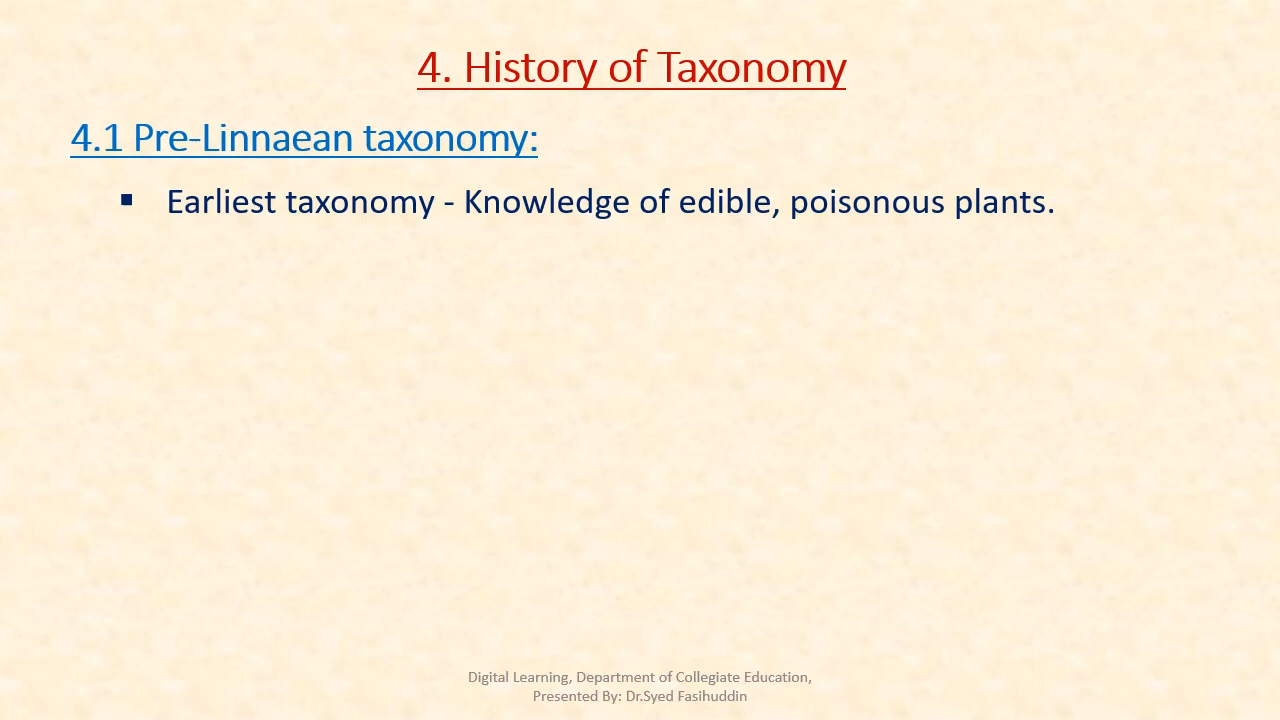 4. History of Taxonomy
4.1 Pre-Linnaean taxonomy:
▪ Earliest taxonomy - Knowledge of edible, poisonous plants.
Digital Learning, Department of Collegiate Education,
Presented By: Dr.Syed Fasihuddin